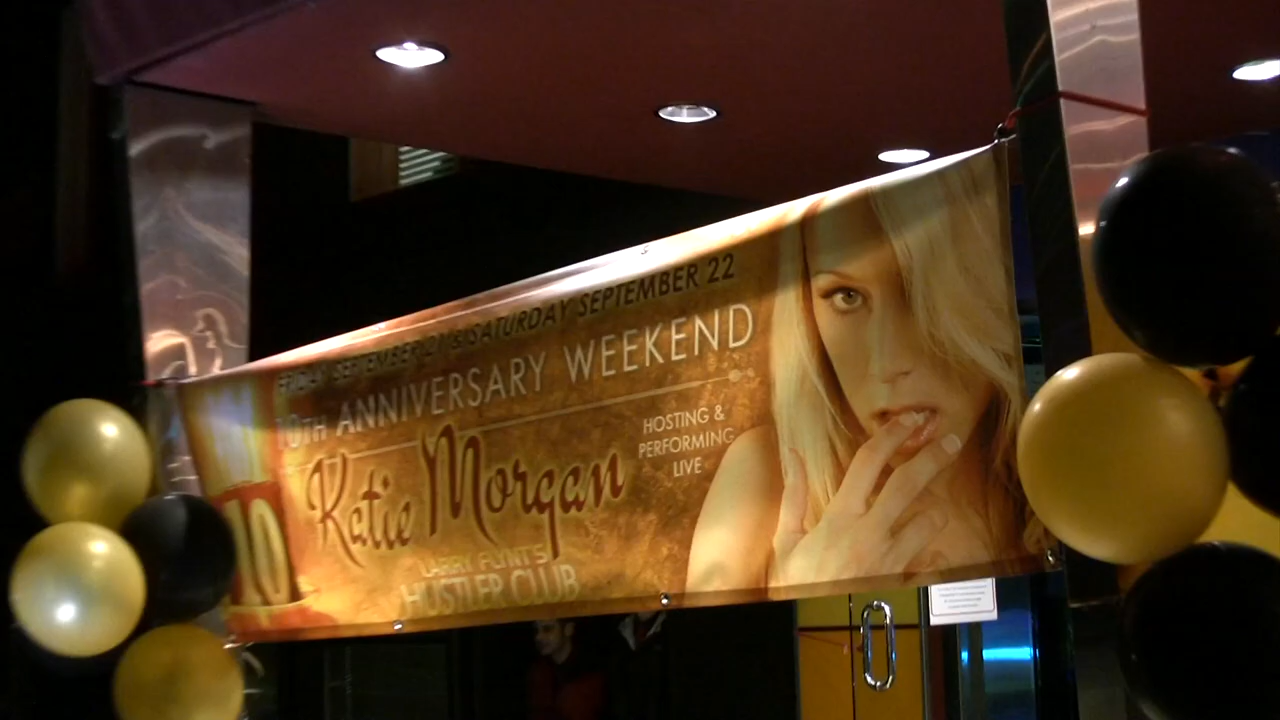 FRIDAY SEPTEMBER 21 & SATURDAY SEPTEMBER 22
10TH ANNIVERSARY WEEKEND
HOSTING &
PERFORMING
LIVE
Katie Morgan
LARRY FLYNT'S
HUSTLER CLUB
10